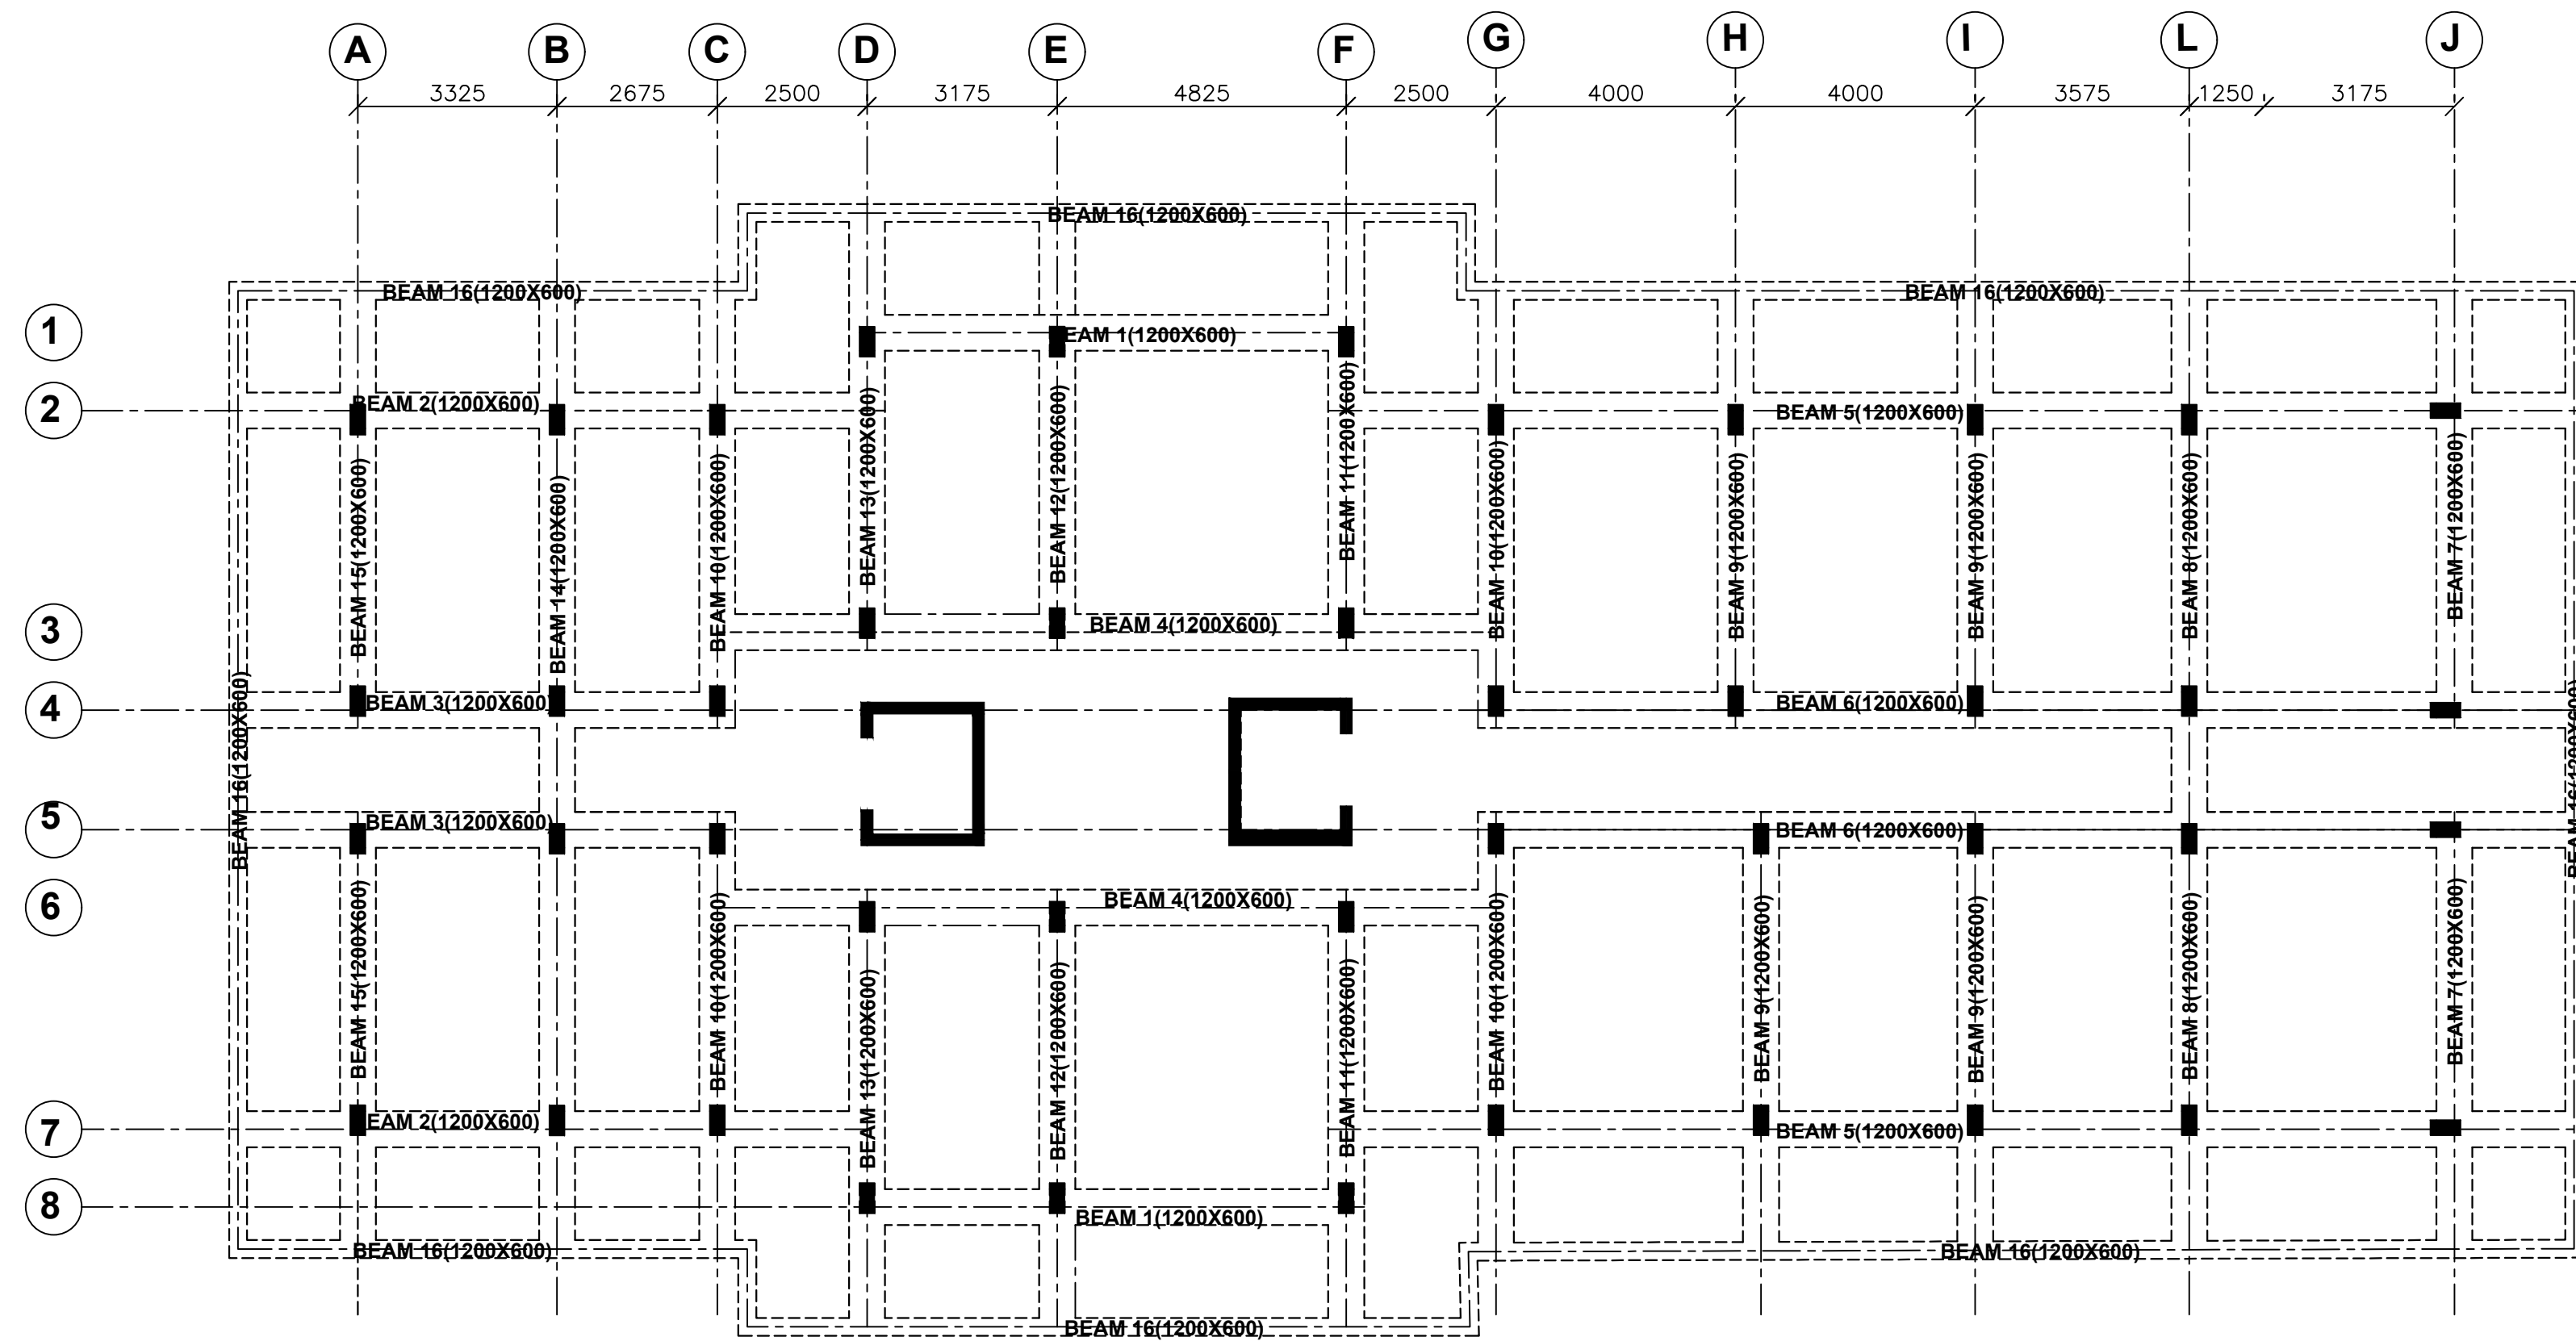 A B C D E F G H I L J
3325 2675 2500 3175 4825 2500 4000 4000 3575 1250 3175
BEAM 16(1200X600)
BEAM 16(1200X600)
BEAM 16(1200X600)
1
EAM 1(1200X600)
2
BEAM 2(1200X600)
BEAM 5(1200X600)
BEAM 15(1200X600)
BEAM 14(1200X600)
BEAM 10(1200X600)
BEAM 13(1200X600)
BEAM 12(1200X600)
BEAM 11(1200X600)
BEAM 10(1200X600)
BEAM 9(1200X600)
BEAM 9(1200X600)
BEAM 8(1200X600)
BEAM 7(1200X600)
3
BEAM 4(1200X600)
4
BEAM 3(1200X600)
BEAM 6(1200X600)
BEAM 16(1200X600)
BEAM 16(1200X600)
5
BEAM 3(1200X600)
BEAM 6(1200X600)
6
BEAM 4(1200X600)
BEAM 15(1200X600)
BEAM 10(1200X600)
BEAM 13(1200X600)
BEAM 12(1200X600)
BEAM 11(1200X600)
BEAM 10(1200X600)
BEAM 9(1200X600)
BEAM 9(1200X600)
BEAM 8(1200X600)
BEAM 7(1200X600)
7
EAM 2(1200X600)
BEAM 5(1200X600)
8
BEAM 1(1200X600)
BEAM 16(1200X600)
BEAM 16(1200X600)
BEAM 16(1200X600)